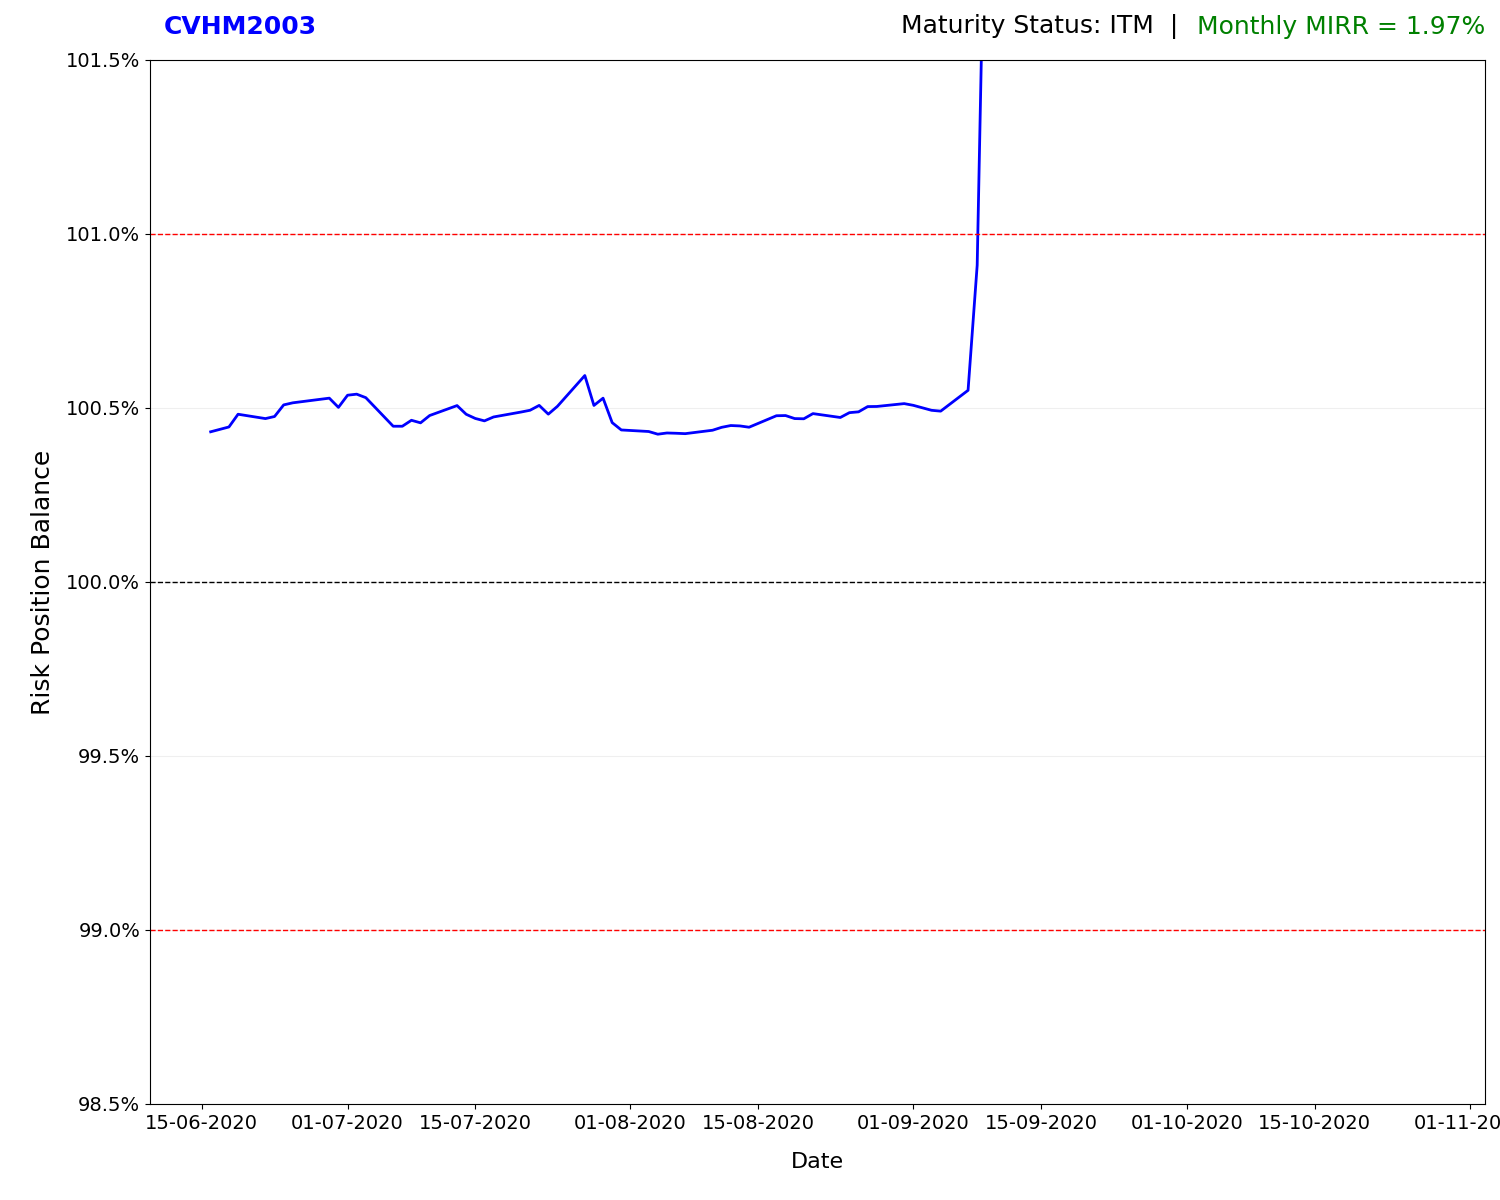 CVHM2003
Maturity Status: ITM | Monthly MIRR = 1.97%
101.5%
101.0%
100.5%
100.0%
99.5%
99.0%
98.5%
Risk Position Balance
15-06-2020 01-07-2020 15-07-2020 01-08-2020 15-08-2020 01-09-2020 15-09-2020 01-10-2020 15-10-2020 01-11-20
Date